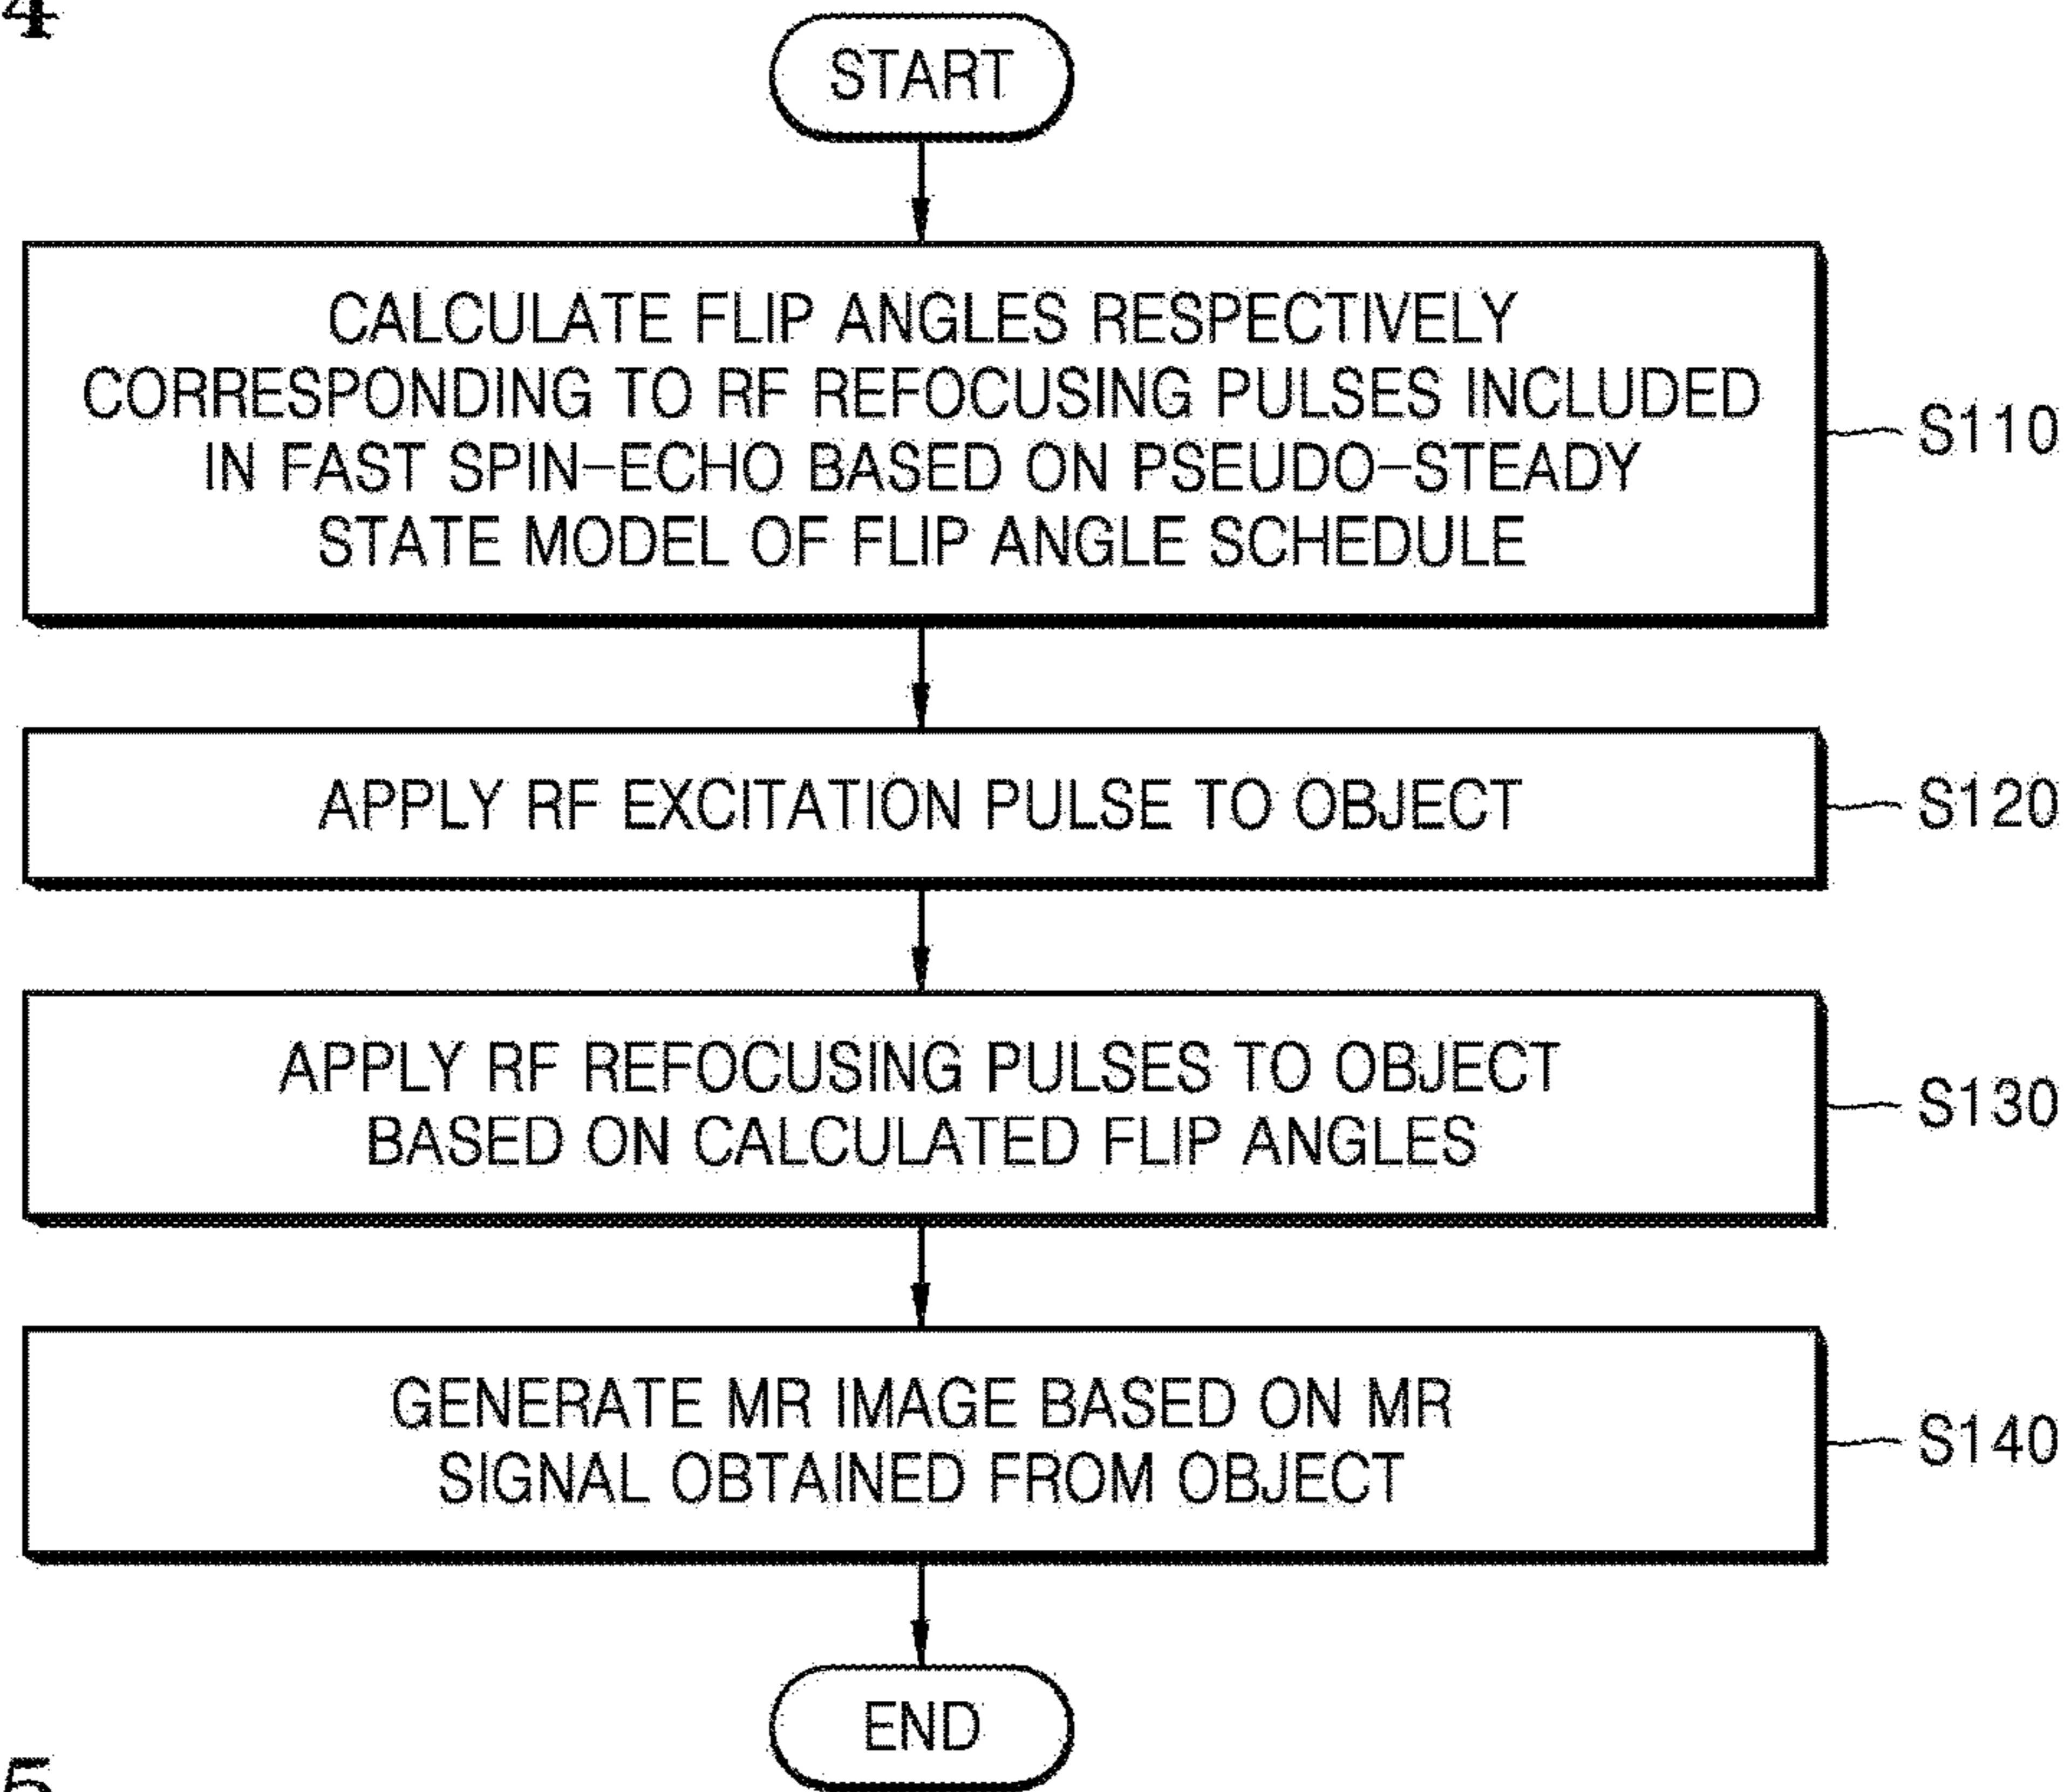 4
START
CALCULATE FLIP ANGLES RESPECTIVELY
CORRESPONDING TO RF REFOCUSING PULSES INCLUDED
IN FAST SPIN-ECHO BASED ON PSEUDO-STEADY
STATE MODEL OF FLIP ANGLE SCHEDULE
S110
APPLY RF EXCITATION PULSE TO OBJECT
S120
APPLY RF REFOCUSING PULSES TO OBJECT
BASED ON CALCULATED FLIP ANGLES
S130
GENERATE MR IMAGE BASED ON MR
SIGNAL OBTAINED FROM OBJECT
S140
END
5